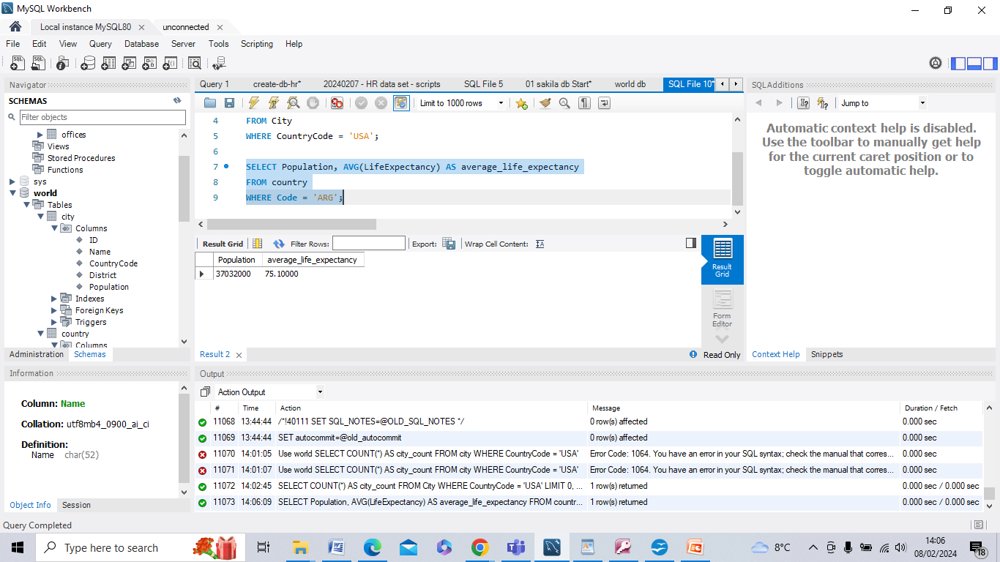 MySQL Workbench
Local instance MySQL80
unconnected
File Edit View Query Database Server Tools Scripting Help
Navigator
SCHEMAS
Filter objects
offices
Views
Stored Procedures
Functions
sys
world
Tables
city
Columns
ID
Name
CountryCode
District
Population
Indexes
Foreign Keys
Triggers
country
Columns
Administration Schemas
Information
Column: Name
Collation: utf8mb4_0900_ai_ci
Definition:
Name char(52)
Object Info Session
Query 1 create-db-hr* 20240207 - HR data set - scripts SQL File 5 01 sakila db Start* world db SQL File 10*
Limit to 1000 rows
4 FROM City
5 WHERE CountryCode = 'USA';
6
7 SELECT Population, AVG(LifeExpectancy) AS average_life_expectancy
8 FROM country
9 WHERE Code = 'ARG';
Result Grid Filter Rows: Export: Wrap Cell Content:
Population average_life_expectancy
37032000 75.10000
Result Grid
Form Editor
Result 2
Read Only
SQLAdditions
Jump to
Automatic context help is disabled.
Use the toolbar to manually get help
for the current caret position or to
toggle automatic help.
Context Help Snippets
Output
Action Output
# Time Action Message Duration / Fetch
11068 13:44:44 /*!40111 SET SQL_NOTES=@OLD_SQL_NOTES */ 0 row(s) affected 0.000 sec
11069 13:44:44 SET autocommit=@old_autocommit 0 row(s) affected 0.000 sec
11070 14:01:05 Use world SELECT COUNT(*) AS city_count FROM city WHERE CountryCode = 'USA' Error Code: 1064. You have an error in your SQL syntax; check the manual that corres... 0.000 sec
11071 14:01:07 Use world SELECT COUNT(*) AS city_count FROM city WHERE CountryCode = 'USA' Error Code: 1064. You have an error in your SQL syntax; check the manual that corres... 0.000 sec
11072 14:02:45 SELECT COUNT(*) AS city_count FROM City WHERE CountryCode = 'USA' LIMIT 0, ... 1 row(s) returned 0.000 sec / 0.000 sec
11073 14:06:09 SELECT Population, AVG(LifeExpectancy) AS average_life_expectancy FROM countr... 1 row(s) returned 0.000 sec / 0.000 sec
Query Completed
Type here to search
8°C
14:06
08/02/2024
18